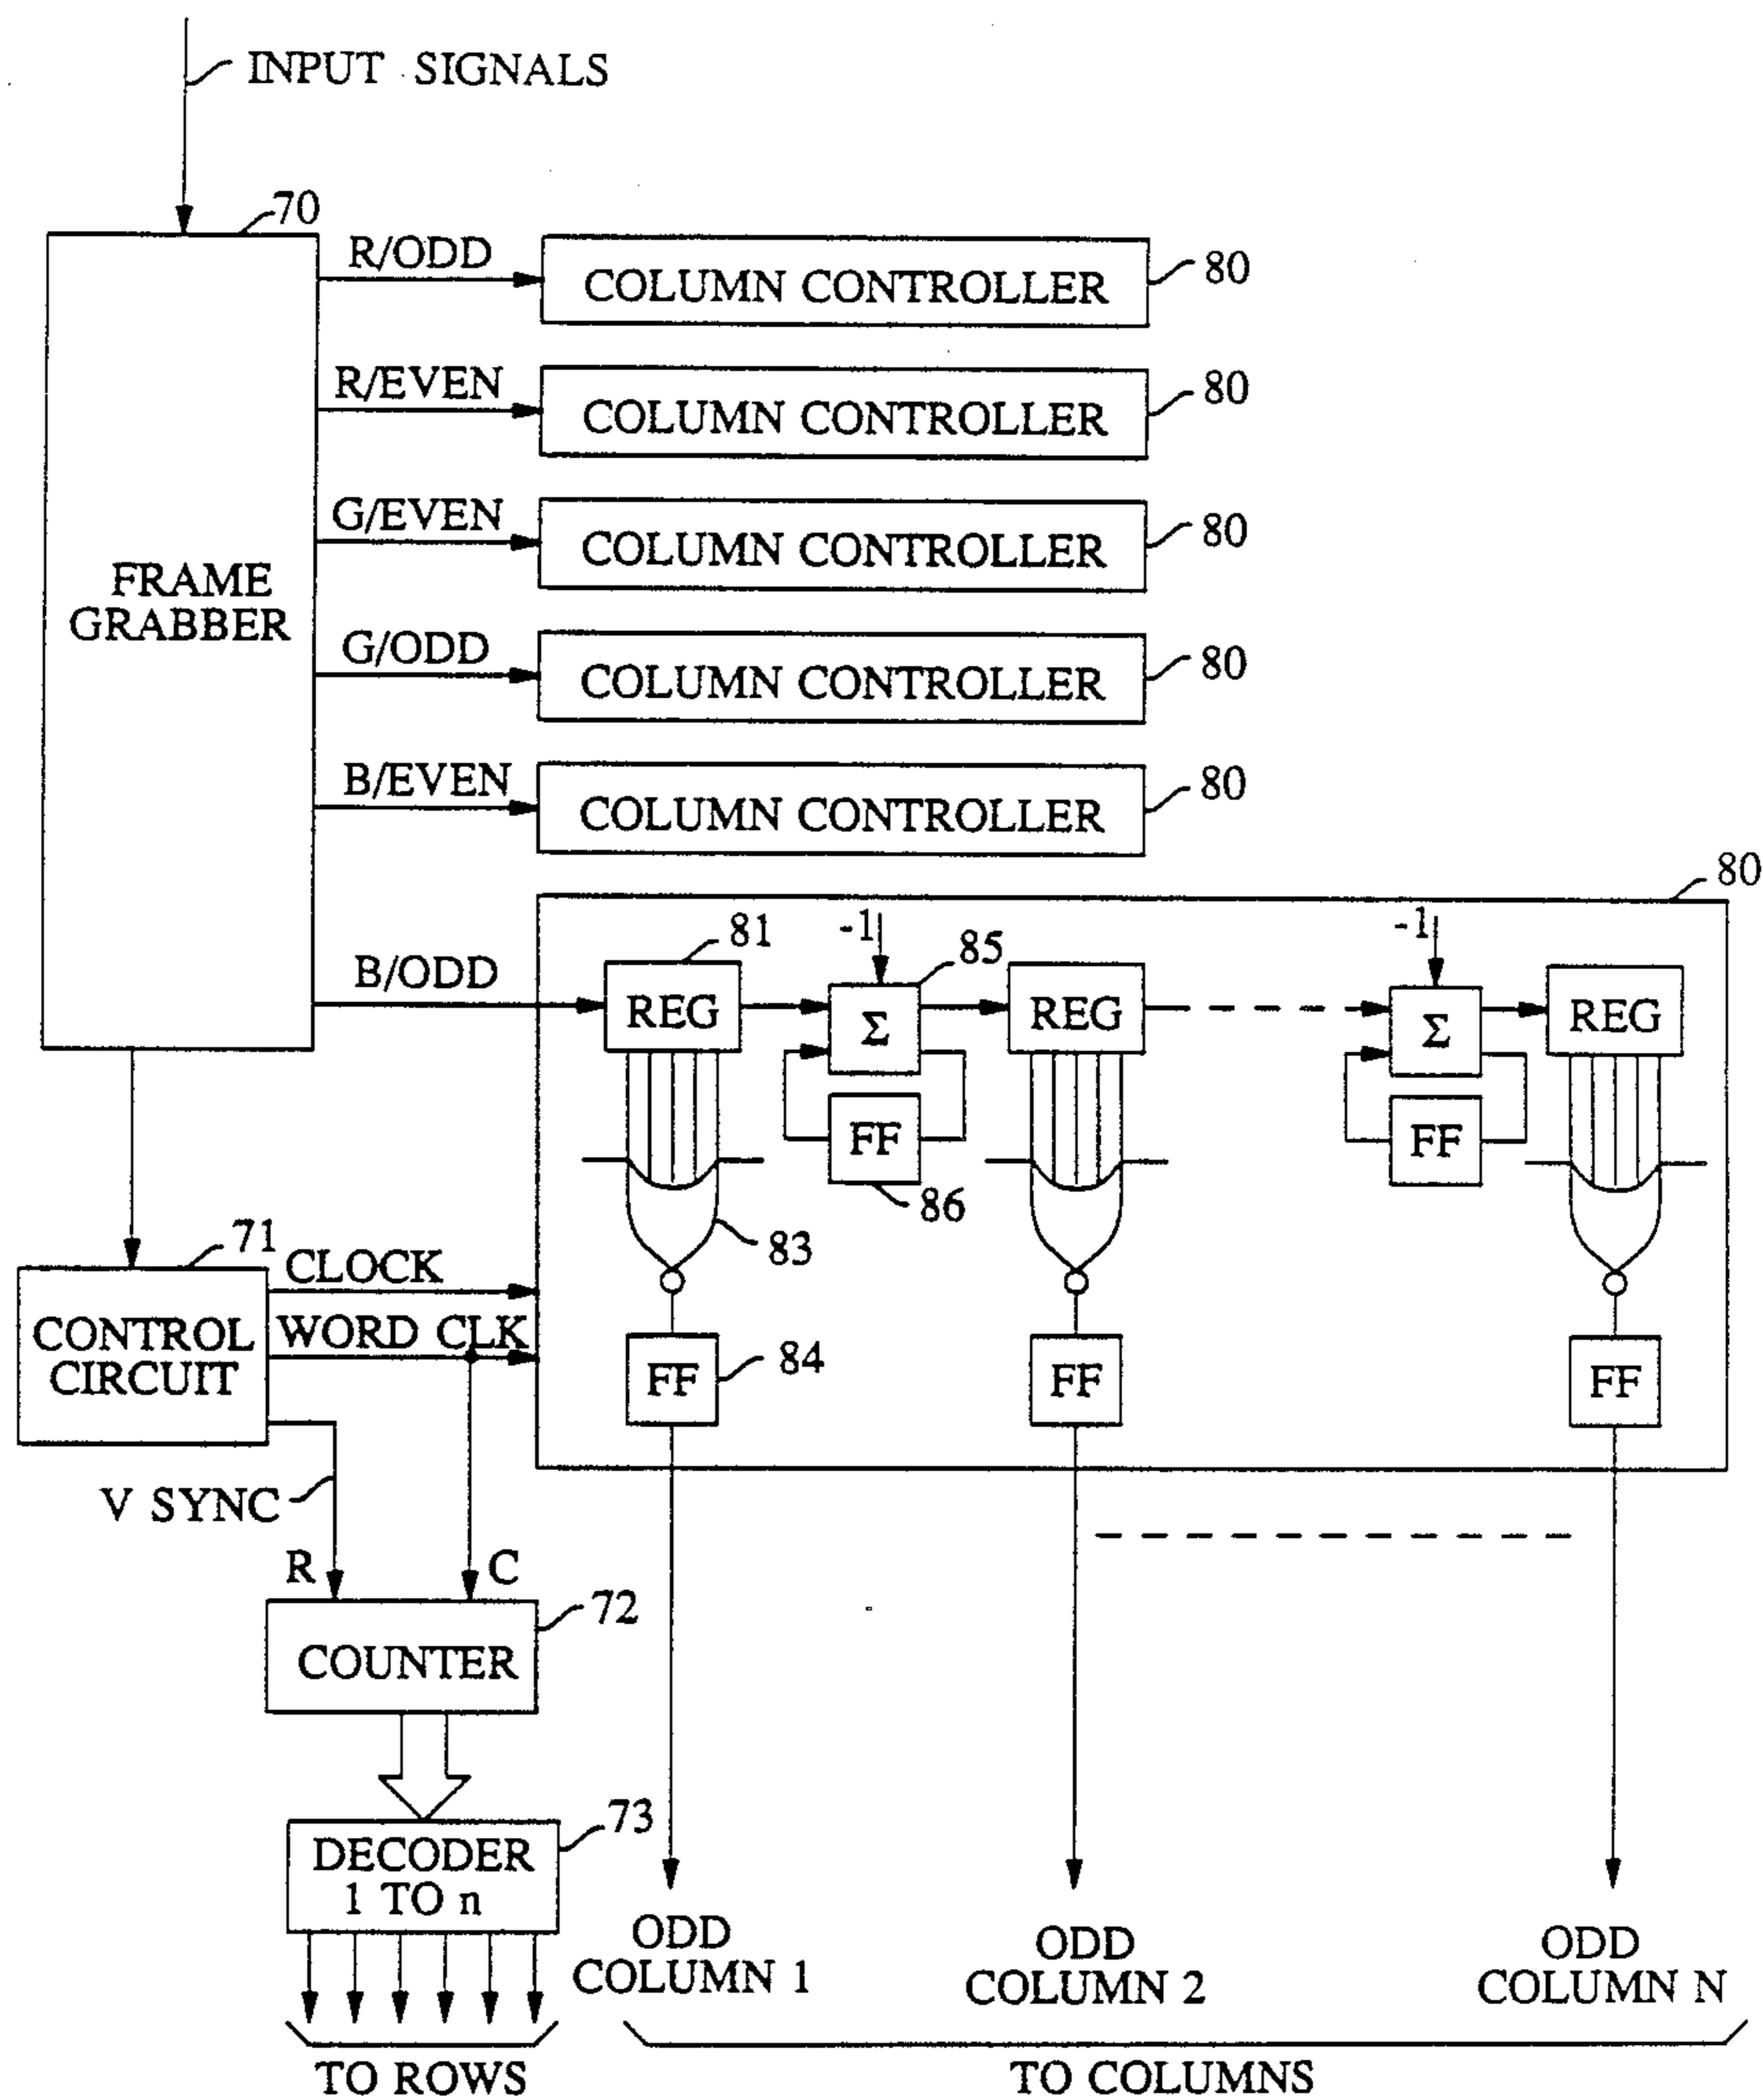 INPUT SIGNALS
70
R/ODD
COLUMN CONTROLLER
80
R/EVEN
COLUMN CONTROLLER
80
G/EVEN
COLUMN CONTROLLER
80
FRAME
GRABBER
G/ODD
COLUMN CONTROLLER
80
B/EVEN
COLUMN CONTROLLER
80
80
B/ODD
81
REG
-1
85
Σ
FF
86
REG
-1
Σ
FF
REG
83
84
FF
FF
FF
71
CONTROL
CIRCUIT
CLOCK
WORD CLK
V SYNC
R
C
72
COUNTER
73
DECODER
1 TO n
TO ROWS
ODD
COLUMN 1
ODD
COLUMN 2
ODD
COLUMN N
TO COLUMNS